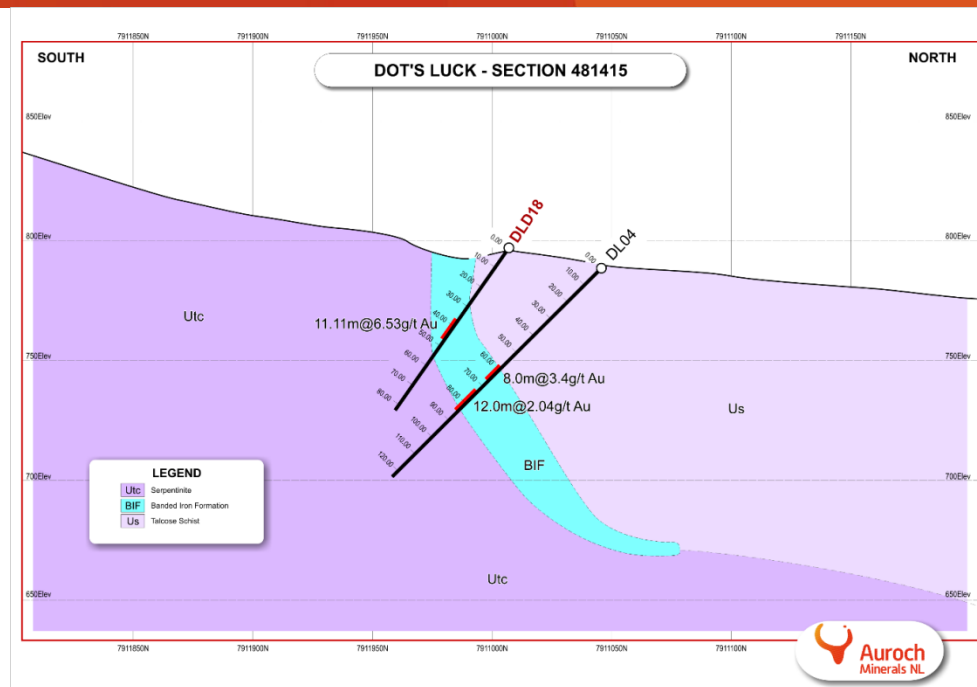 7911850N 7911900N 7911950N 7911000N 7911050N 7911100N 7911150N
SOUTH
NORTH
DOT'S LUCK - SECTION 481415
850Elev
850Elev
800Elev
800Elev
DLD18
DL04
0.00
10.00
20.00
30.00
40.00
50.00
60.00
70.00
80.00
0.00
10.00
20.00
30.00
40.00
50.00
60.00
70.00
80.00
90.00
100.00
110.00
120.00
Utc
11.11m@6.53g/t Au
750Elev
750Elev
8.0m@3.4g/t Au
12.0m@2.04g/t Au
Us
BIF
700Elev
700Elev
LEGEND
Utc Serpentinite
BIF Banded Iron Formation
Us Talcose Schist
Utc
650Elev
650Elev
7911850N 7911900N 7911950N 7911000N 7911050N 7911100N 7911150N
Auroch
Minerals NL